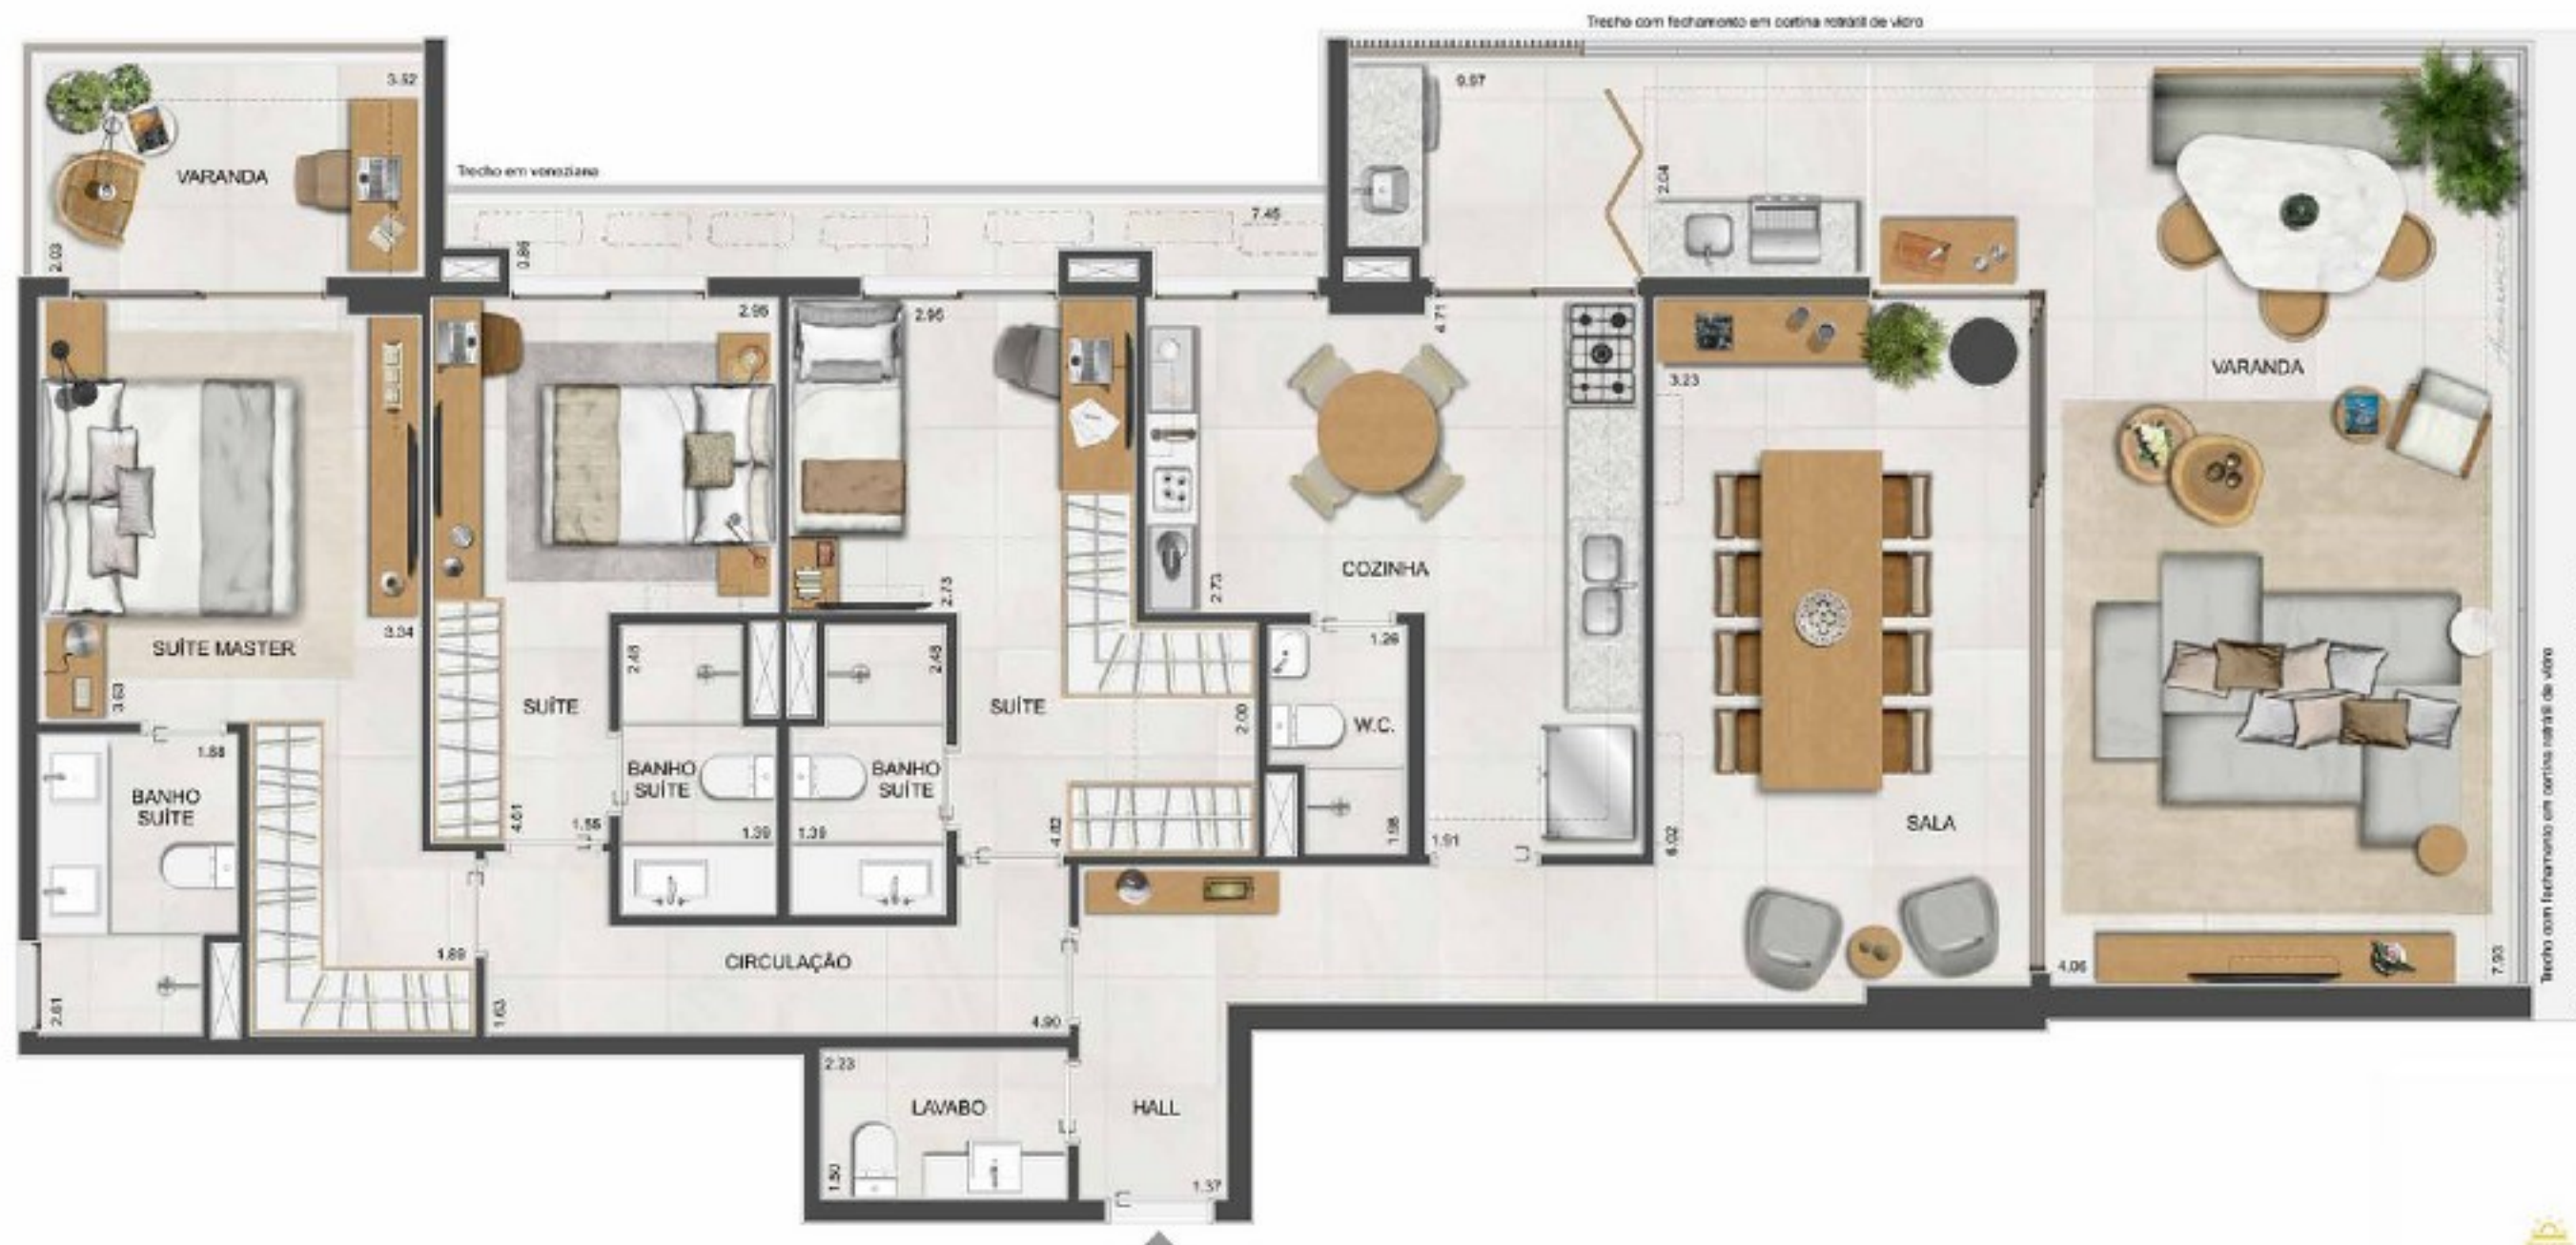 Trecho com fechamento em cortina retrátil de vidro
3.52
9.97
VARANDA
Trecho em veneziana
2.04
7.45
2.03
0.86
2.95
2.95
4.71
VARANDA
3.23
COZINHA
2.73
2.73
3.34
1.26
SUÍTE MASTER
2.48
2.48
3.63
SUÍTE
SUÍTE
2.00
W.C.
1.88
BANHO
SUÍTE
BANHO
SUÍTE
BANHO
SUÍTE
4.61
1.55
1.39
1.39
4.82
1.98
1.91
6.02
SALA
1.89
CIRCULAÇÃO
4.06
7.93
Trecho com fechamento em cortina retrátil de vidro
2.61
1.63
4.90
2.23
LAVABO
HALL
1.50
1.37